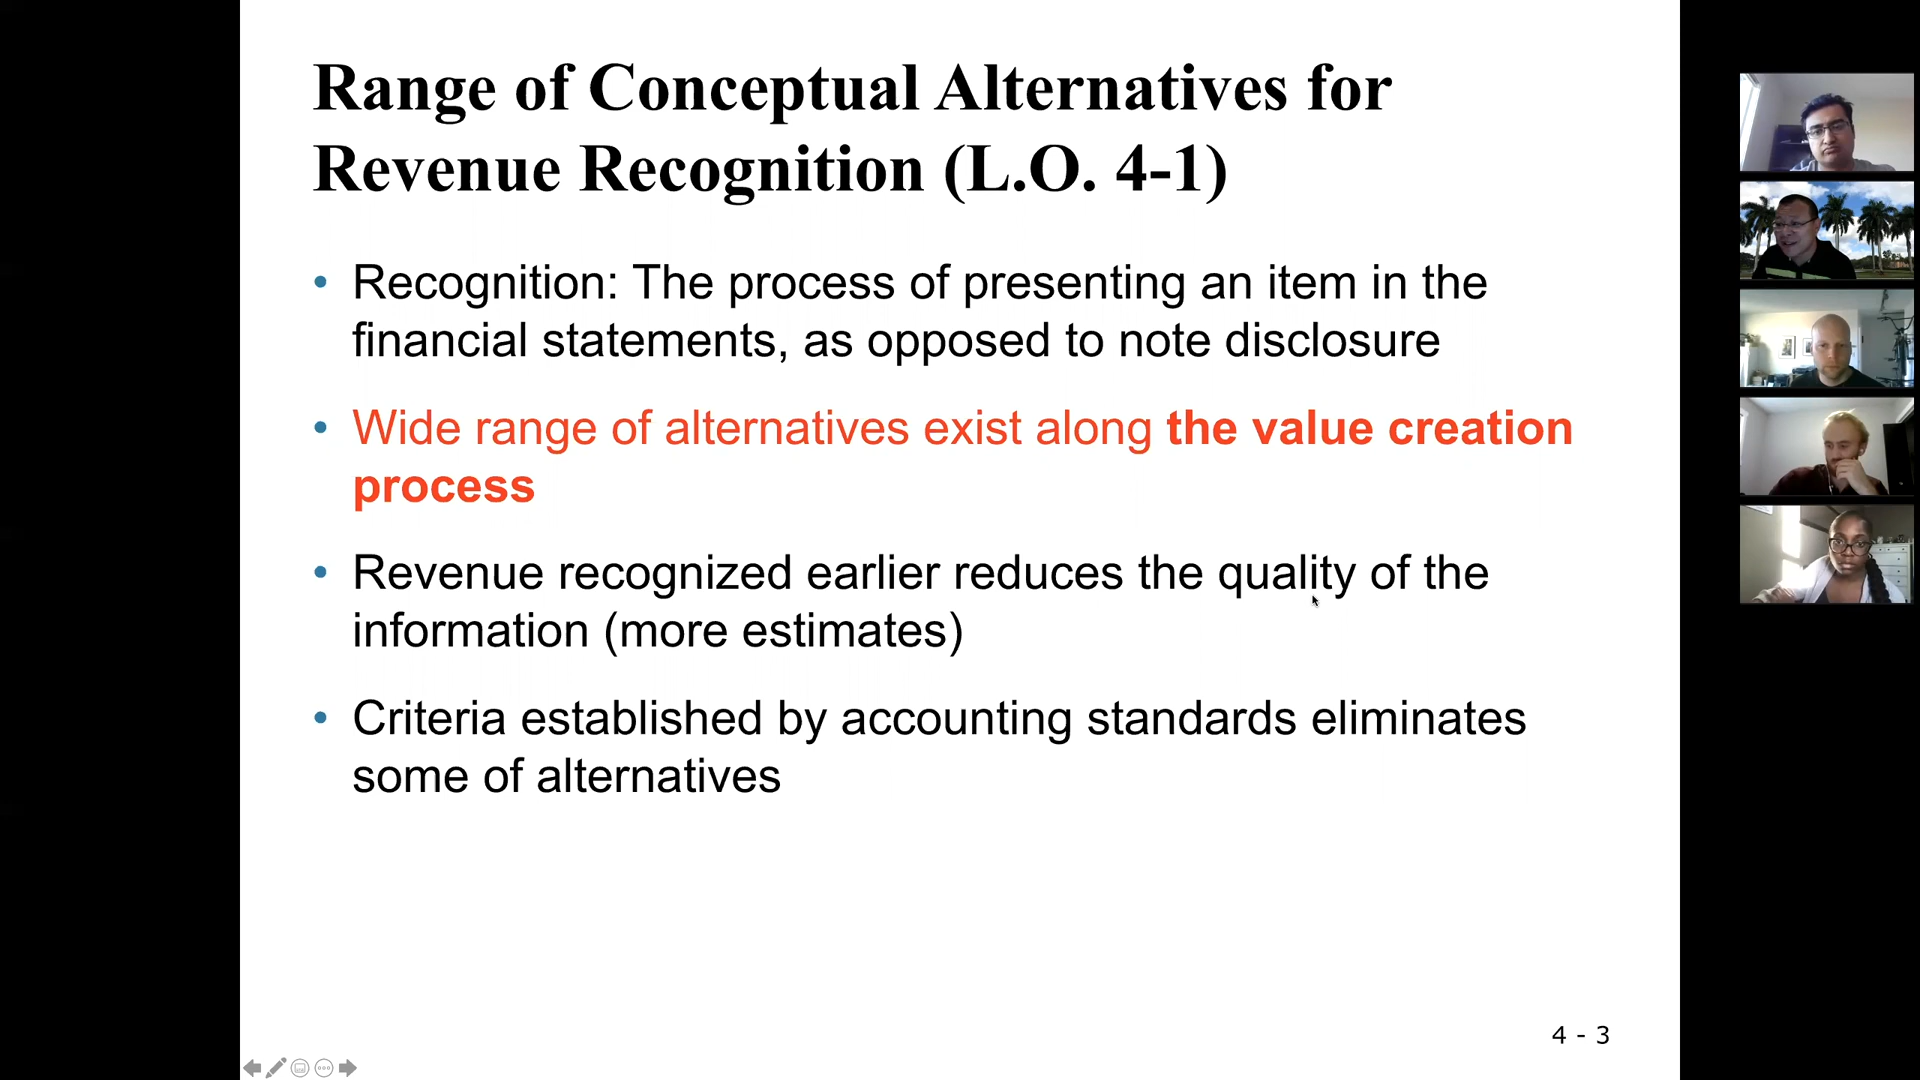 Range of Conceptual Alternatives for
Revenue Recognition (L.O. 4-1)
• Recognition: The process of presenting an item in the
financial statements, as opposed to note disclosure
• Wide range of alternatives exist along the value creation
process
• Revenue recognized earlier reduces the quality of the
information (more estimates)
• Criteria established by accounting standards eliminates
some of alternatives
4 - 3